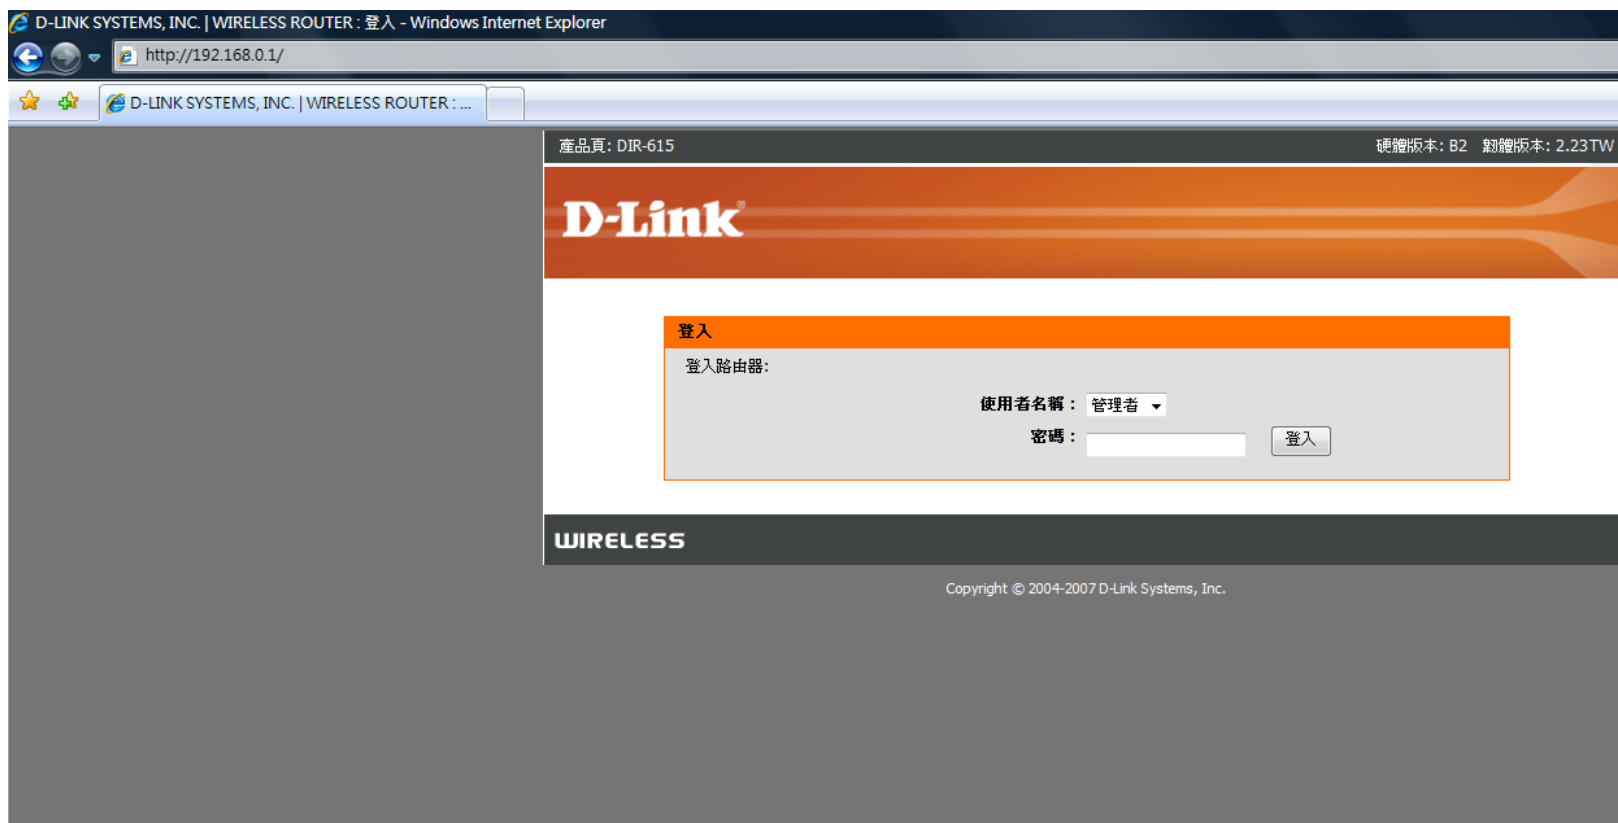 D-LINK SYSTEMS, INC. | WIRELESS ROUTER : 登入 - Windows Internet Explorer
http://192.168.0.1/
D-LINK SYSTEMS, INC. | WIRELESS ROUTER : ...
產品頁: DIR-615 硬體版本: B2 韌體版本: 2.23TW
D-Link®
登入
登入路由器:
使用者名稱 : 管理者
密碼 : 登入
WIRELESS
Copyright © 2004-2007 D-Link Systems, Inc.